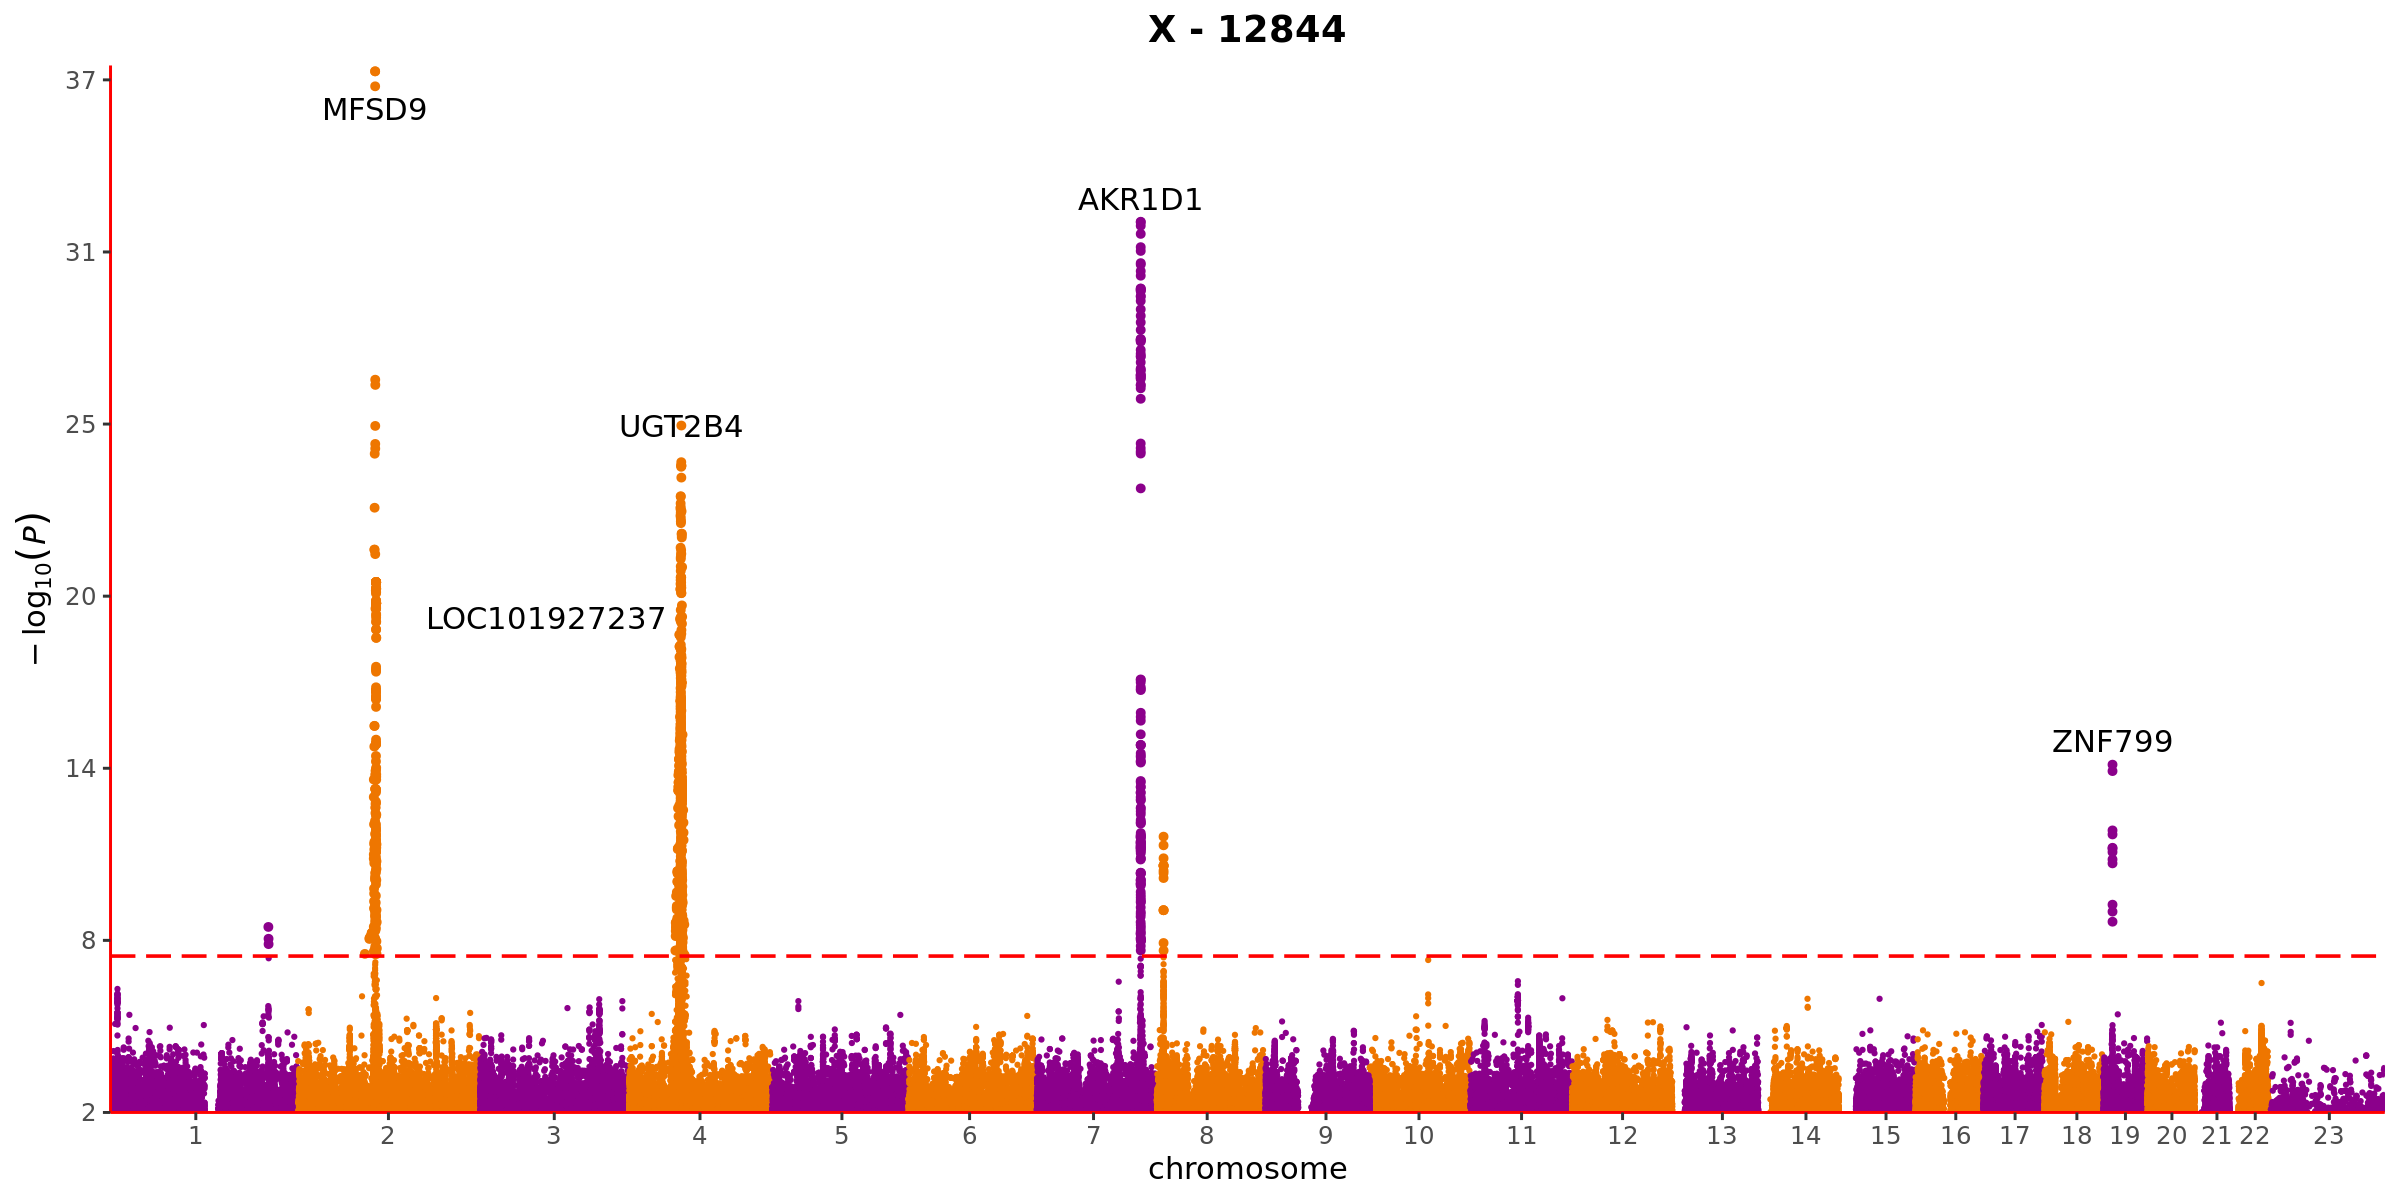 X - 12844
37
MFSD9
AKR1D1
31
25
UGT2B4
20
LOC101927237
14
ZNF799
8
2
− log10(P)
1 2 3 4 5 6 7 8 9 10 11 12 13 14 15 16 17 18 19 20 21 22 23
chromosome